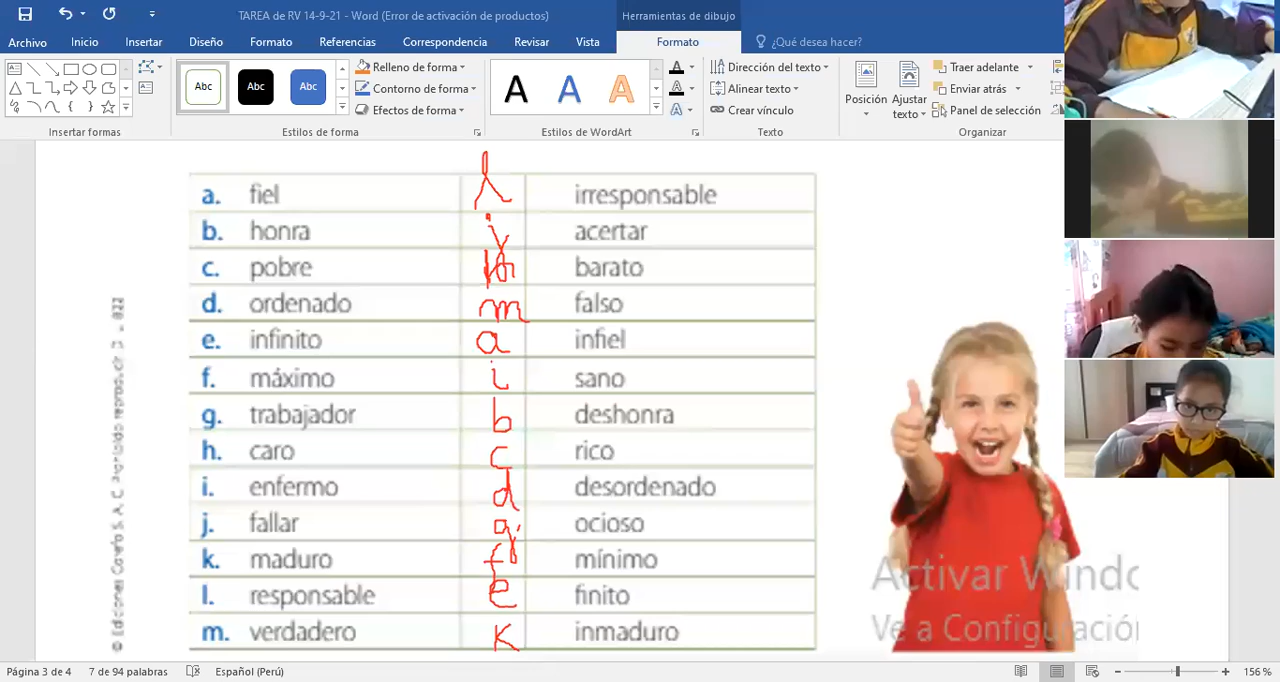 TAREA de RV 14-9-21 - Word (Error de activación de productos)
Herramientas de dibujo
Archivo Inicio Insertar Diseño Formato Referencias Correspondencia Revisar Vista Formato ¿Qué desea hacer?
Abc Abc Abc
Relleno de forma
Contorno de forma
Efectos de forma
A A A
Dirección del texto
Alinear texto
Crear vínculo
Posición
Ajustar texto
Traer adelante
Enviar atrás
Panel de selección
Insertar formas Estilos de forma Estilos de WordArt Texto Organizar
a. fiel l irresponsable
b. honra j acertar
c. pobre h barato
d. ordenado m falso
e. infinito a infiel
f. máximo i sano
g. trabajador b deshonra
h. caro c rico
i. enfermo d desordenado
j. fallar g ocioso
k. maduro f mínimo
l. responsable e finito
m. verdadero k inmaduro
Activar Windo
Ve a Configuración
Página 3 de 4 7 de 94 palabras Español (Perú) 156 %